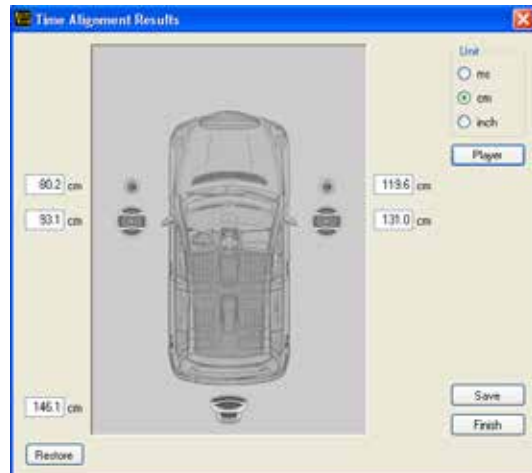 Time Alignment Results
Unit
ms
cm
inch
Player
80.2 cm
119.6 cm
93.1 cm
131.0 cm
146.1 cm
Save
Finish
Restore